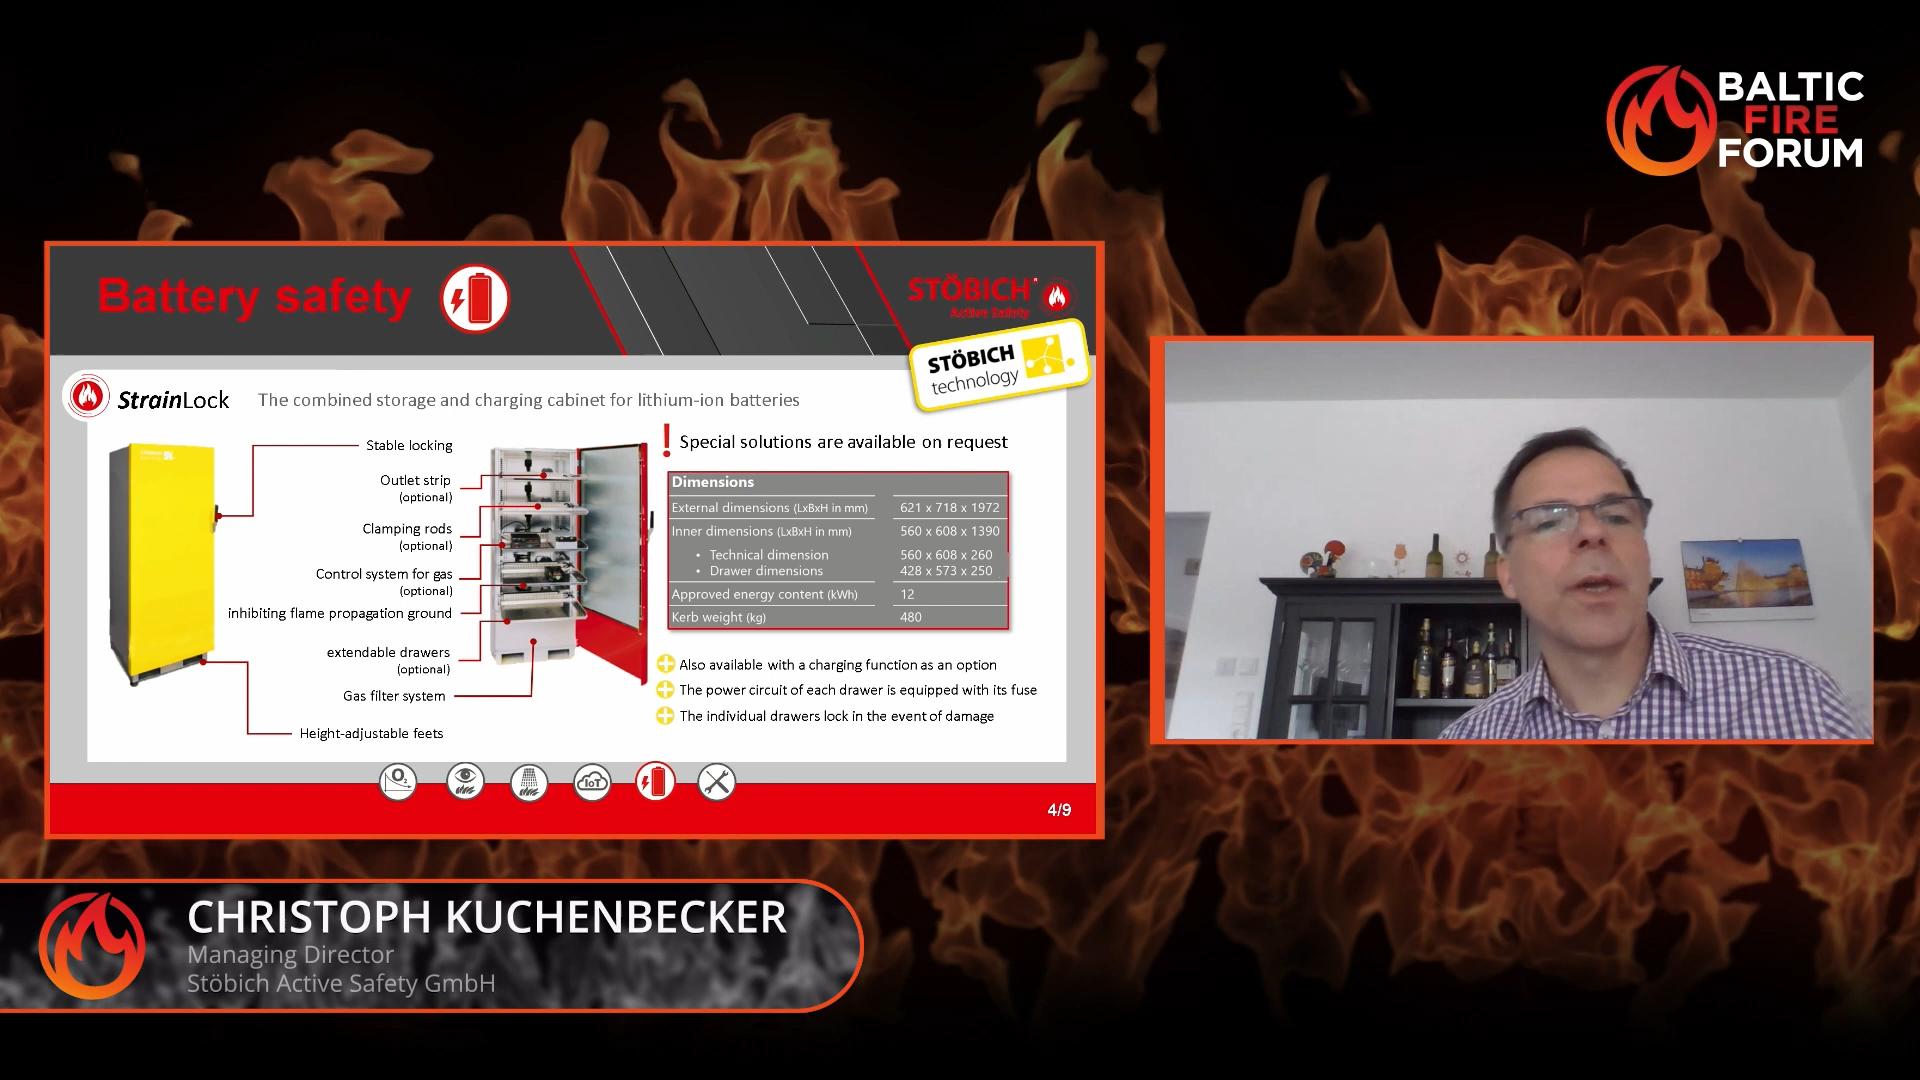 BALTIC
FIRE
FORUM
Battery safety
STÖBICH
Active Safety
STÖBICH
technology
StrainLock
The combined storage and charging cabinet for lithium-ion batteries
Stable locking
Outlet strip
(optional)
Clamping rods
(optional)
Control system for gas
(optional)
inhibiting flame propagation ground
extendable drawers
(optional)
Gas filter system
Height-adjustable feets
! Special solutions are available on request
Dimensions
External dimensions (LxBxH in mm) 621 x 718 x 1972
Inner dimensions (LxBxH in mm) 560 x 608 x 1390
• Technical dimension 560 x 608 x 260
• Drawer dimensions 428 x 573 x 250
Approved energy content (kWh) 12
Kerb weight (kg) 480
Also available with a charging function as an option
The power circuit of each drawer is equipped with its fuse
The individual drawers lock in the event of damage
O2
IoT
4/9
CHRISTOPH KUCHENBECKER
Managing Director
Stöbich Active Safety GmbH